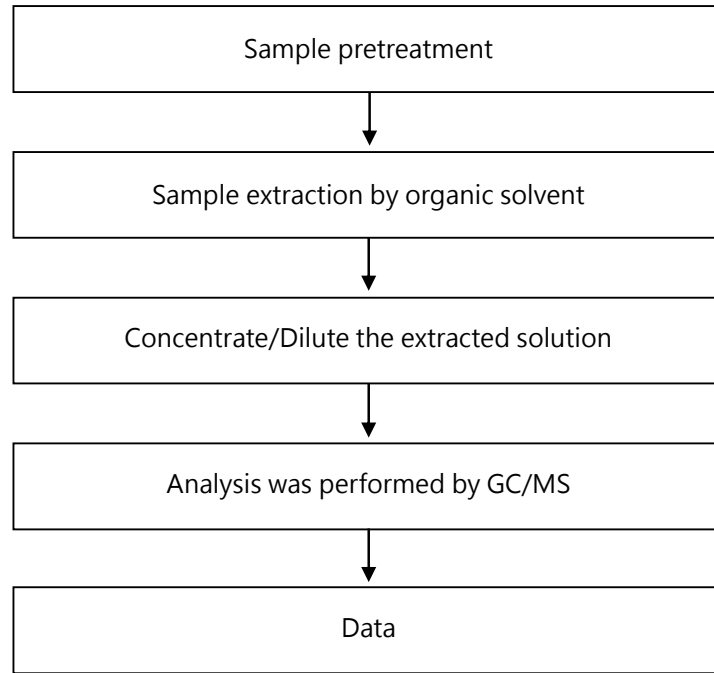 Sample pretreatment
Sample extraction by organic solvent
Concentrate/Dilute the extracted solution
Analysis was performed by GC/MS
Data